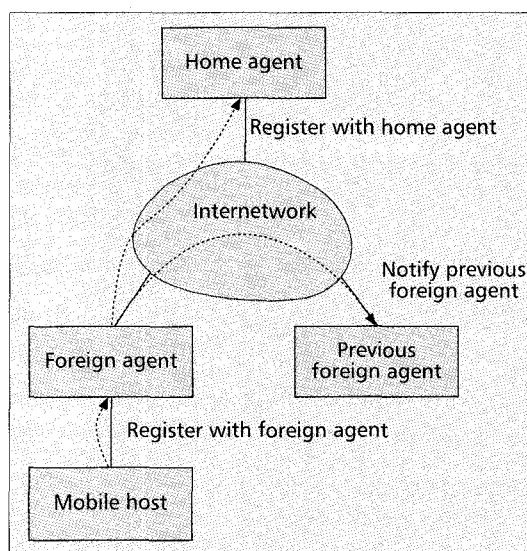 Home agent
Register with home agent
Internetwork
Notify previous
foreign agent
Foreign agent
Previous
foreign agent
Register with foreign agent
Mobile host